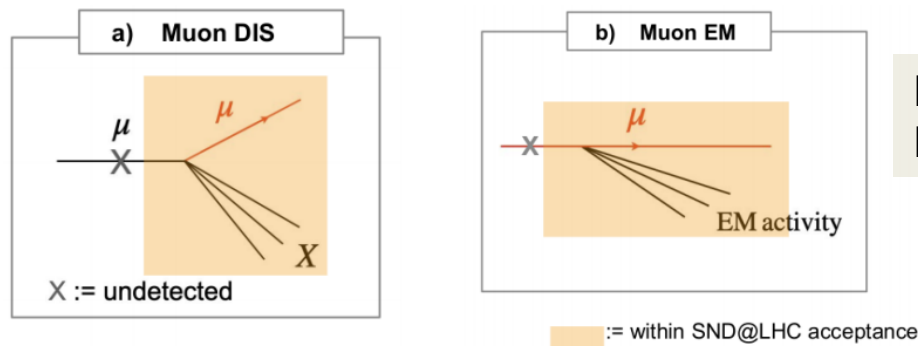 a) Muon DIS
μ
μ
X
X
X := undetected
b) Muon EM
μ
X
EM activity
:= within SND@LHC acceptance